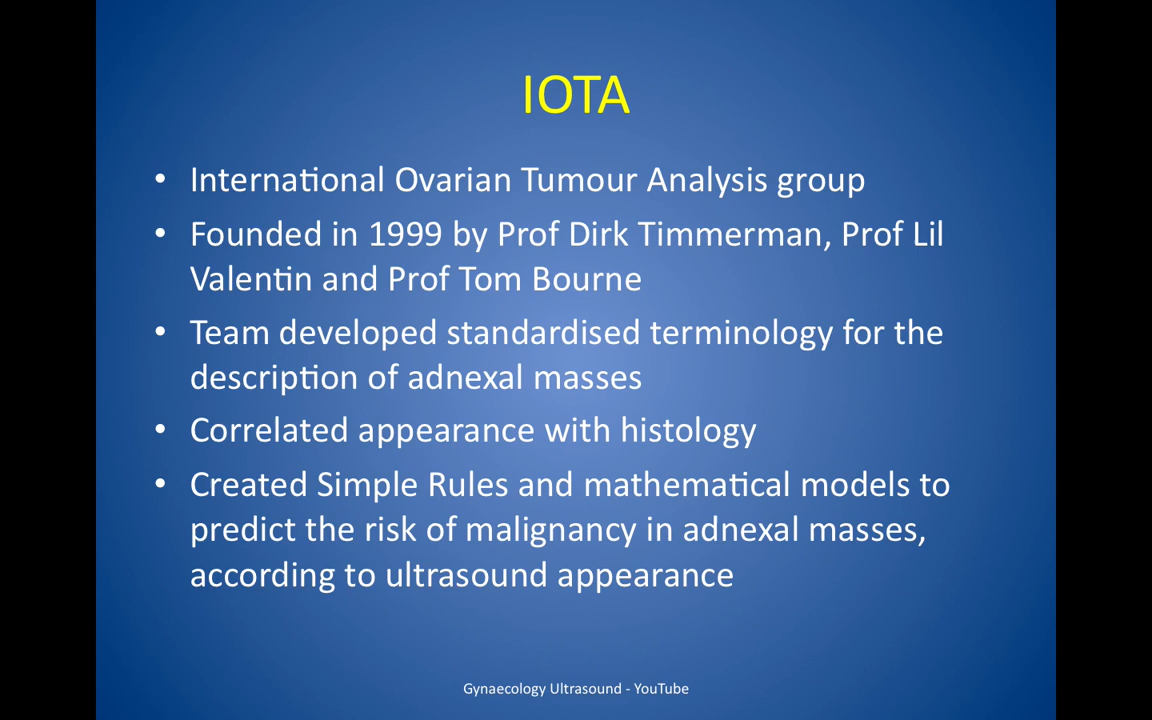 IOTA
• International Ovarian Tumour Analysis group
• Founded in 1999 by Prof Dirk Timmerman, Prof Lil
Valentin and Prof Tom Bourne
• Team developed standardised terminology for the
description of adnexal masses
• Correlated appearance with histology
• Created Simple Rules and mathematical models to
predict the risk of malignancy in adnexal masses,
according to ultrasound appearance
Gynaecology Ultrasound - YouTube